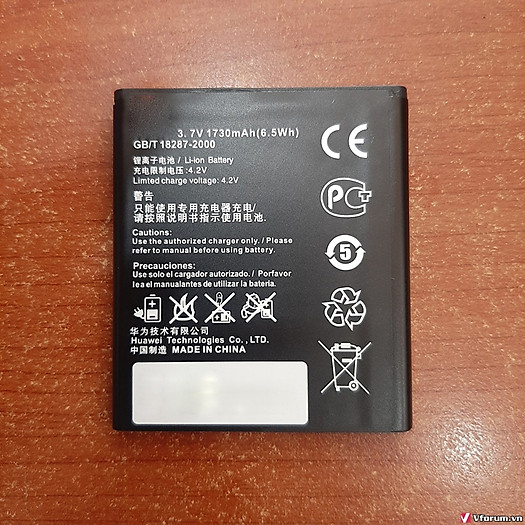 3.7V 1730mAh(6.5Wh)
GB/T 18287-2000
锂离子电池 / Li-ion Battery
充电限制电压:4.2V
Limted charge voltage: 4.2V
警告
只能使用专用充电器充电/
请按照说明书指示使用电池.
Cautions:
Use the authorized charger only. / Please
refer to manual before using battery.
Precauciones:
Use solo el cargador autorizado. / Porfavor
lea el manualantes de utilizar la bateria.
华为技术有限公司
Huawei Technologies Co., LTD.
中国制造 MADE IN CHINA
CE
PC
5
Vforum.vn